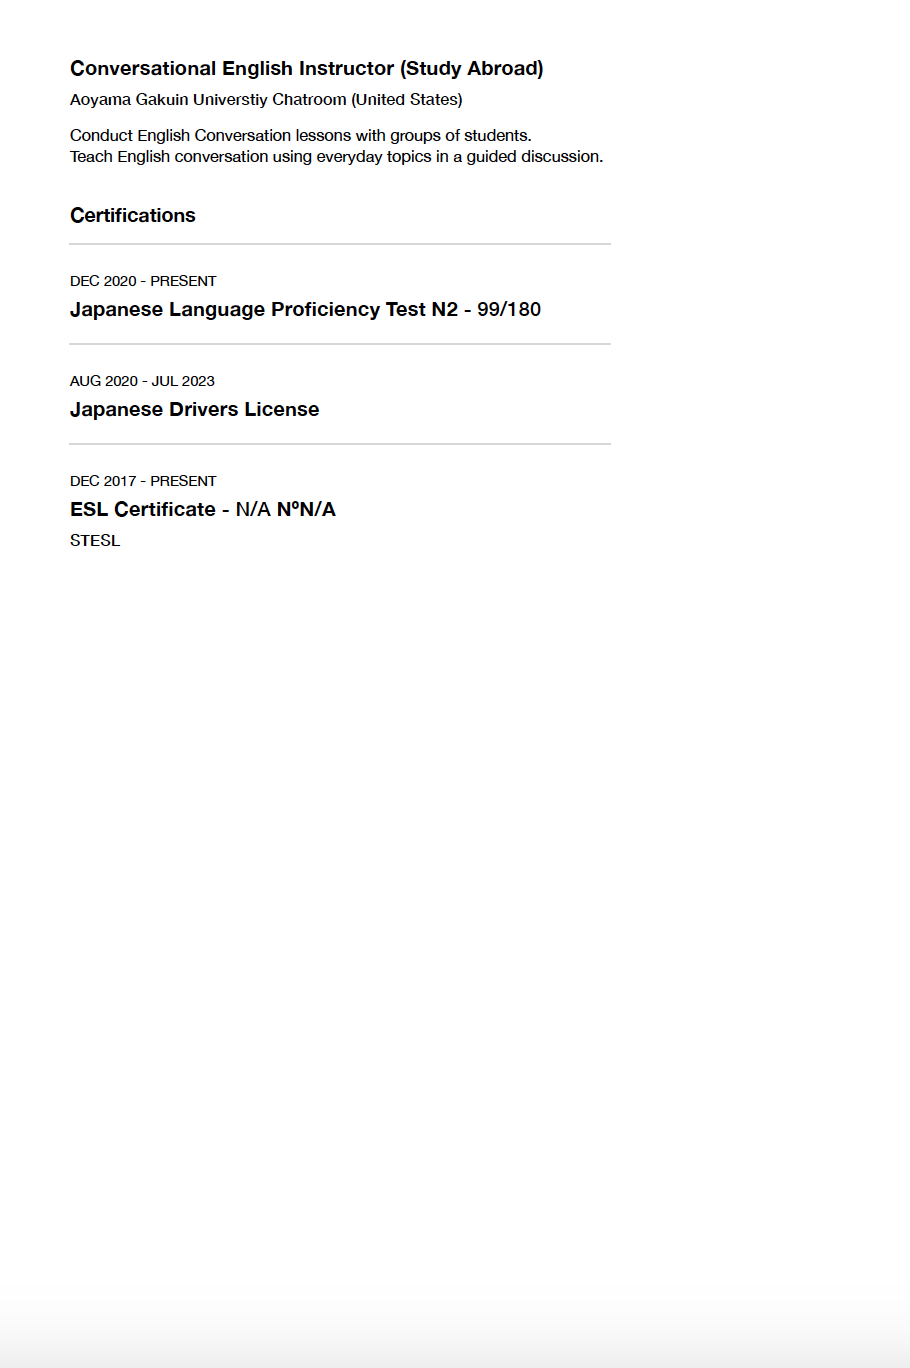 Conversational English Instructor (Study Abroad)
Aoyama Gakuin Universtiy Chatroom (United States)
Conduct English Conversation lessons with groups of students.
Teach English conversation using everyday topics in a guided discussion.
Certifications
DEC 2020 - PRESENT
Japanese Language Proficiency Test N2 - 99/180
AUG 2020 - JUL 2023
Japanese Drivers License
DEC 2017 - PRESENT
ESL Certificate - N/A NºN/A
STESL